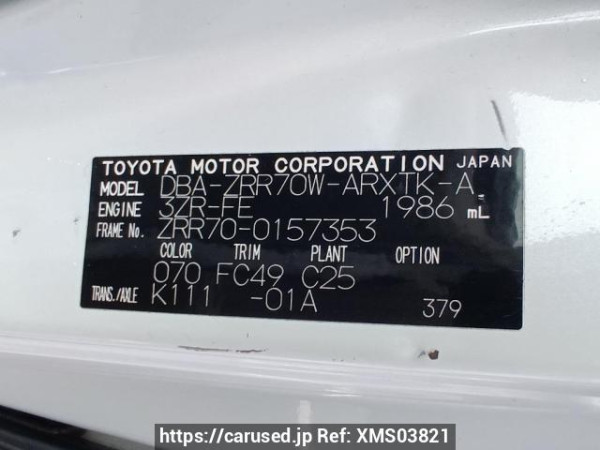 TOYOTA MOTOR CORPORATION JAPAN
MODEL DBA-ZRR70W-ARXTK-A
ENGINE 3ZR-FE 1986 mL
FRAME No. ZRR70-0157353
COLOR TRIM PLANT OPTION
070 FC49 C25
TRANS./AXLE K111 -01A 379
https://carused.jp Ref: XMS03821